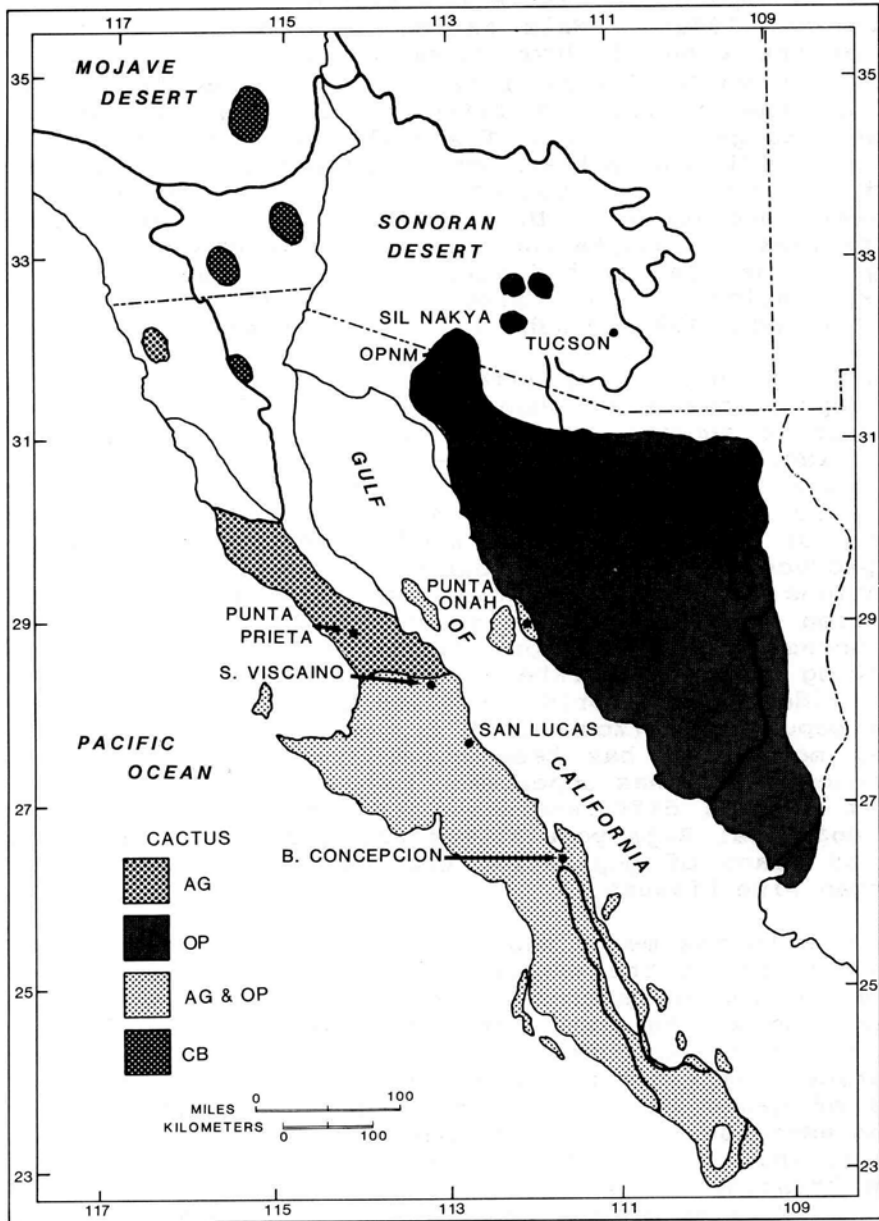 117 115 113 111 109
35 35
MOJAVE
DESERT
SONORAN
DESERT
33 33
SIL NAKYA
TUCSON
OPNM
31 31
GULF
OF
CALIFORNIA
PUNTA
ONAH
29 29
PUNTA
PRIETA
S. VISCAINO
SAN LUCAS
PACIFIC
OCEAN
27 27
B. CONCEPCION
CACTUS
AG
OP
AG & OP
CB
25 25
MILES 0 100
KILOMETERS 0 100
23 23
117 115 113 111 109